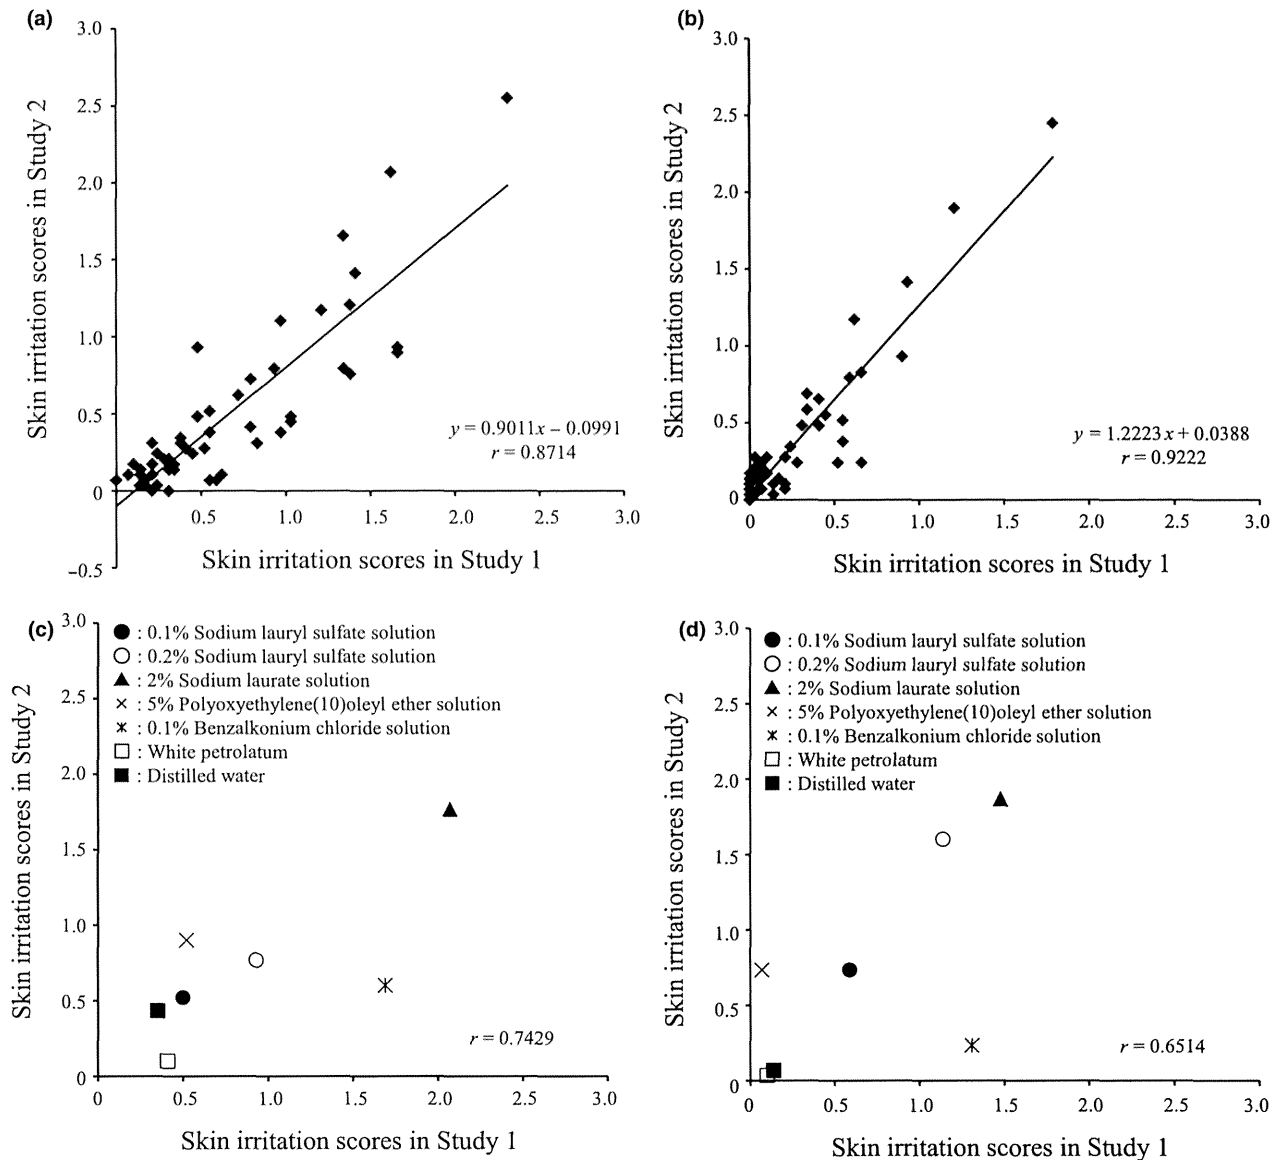 (a)
3.0
2.5
2.0
1.5
1.0
0.5
0
−0.5
Skin irritation scores in Study 2
y = 0.9011x − 0.0991
r = 0.8714
0.5 1.0 1.5 2.0 2.5 3.0
Skin irritation scores in Study 1
(b)
3.0
2.5
2.0
1.5
1.0
0.5
0
Skin irritation scores in Study 2
y = 1.2223x + 0.0388
r = 0.9222
0 0.5 1.0 1.5 2.0 2.5 3.0
Skin irritation scores in Study 1
(c)
3.0
2.5
2.0
1.5
1.0
0.5
0
Skin irritation scores in Study 2
: 0.1% Sodium lauryl sulfate solution
: 0.2% Sodium lauryl sulfate solution
: 2% Sodium laurate solution
: 5% Polyoxyethylene(10)oleyl ether solution
: 0.1% Benzalkonium chloride solution
: White petrolatum
: Distilled water
r = 0.7429
0 0.5 1.0 1.5 2.0 2.5 3.0
Skin irritation scores in Study 1
(d)
3.0
2.5
2.0
1.5
1.0
0.5
0
Skin irritation scores in Study 2
: 0.1% Sodium lauryl sulfate solution
: 0.2% Sodium lauryl sulfate solution
: 2% Sodium laurate solution
: 5% Polyoxyethylene(10)oleyl ether solution
: 0.1% Benzalkonium chloride solution
: White petrolatum
: Distilled water
r = 0.6514
0 0.5 1.0 1.5 2.0 2.5 3.0
Skin irritation scores in Study 1